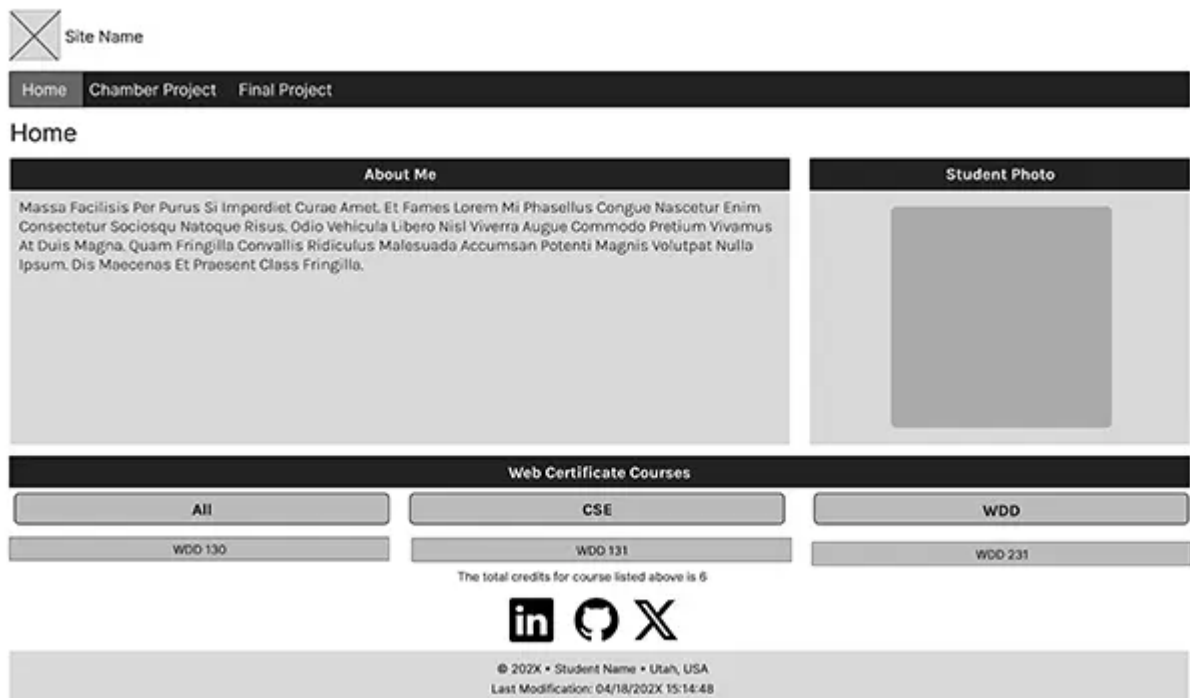 Site Name
Home Chamber Project Final Project
Home
About Me
Massa Facilisis Per Purus Si Imperdiet Curae Amet. Et Fames Lorem Mi Phasellus Congue Nascetur Enim
Consectetur Sociosqu Natoque Risus. Odio Vehicula Libero Nisl Viverra Augue Commodo Pretium Vivamus
At Duis Magna. Quam Fringilla Convallis Ridiculus Malesuada Accumsan Potenti Magnis Volutpat Nulla
Ipsum. Dis Maecenas Et Praesent Class Fringilla.
Student Photo
Web Certificate Courses
All CSE WDD
WDD 130 WDD 131 WDD 231
The total credits for course listed above is 6
in X
© 202X • Student Name • Utah, USA
Last Modification: 04/18/202X 15:14:48